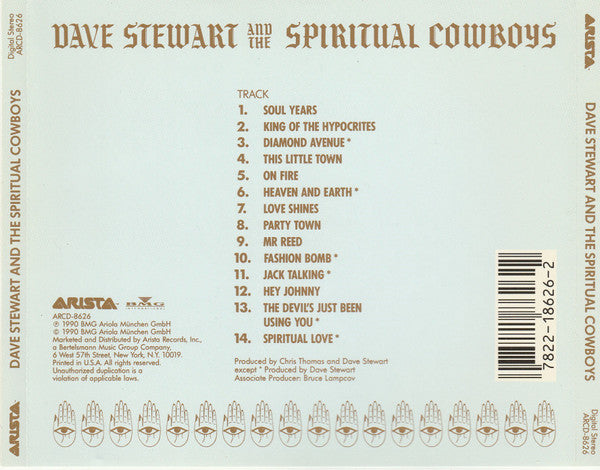 DAVE STEWART AND THE SPIRITUAL COWBOYS
Digital Stereo
ARCD-8626
DAVE STEWART AND THE SPIRITUAL COWBOYS
ARISTA
TRACK
1. SOUL YEARS
2. KING OF THE HYPOCRITES
3. DIAMOND AVENUE *
4. THIS LITTLE TOWN
5. ON FIRE
6. HEAVEN AND EARTH *
7. LOVE SHINES
8. PARTY TOWN
9. MR REED
10. FASHION BOMB *
11. JACK TALKING *
12. HEY JOHNNY
13. THE DEVIL'S JUST BEEN
USING YOU *
14. SPIRITUAL LOVE *
Produced by Chris Thomas and Dave Stewart
except * Produced by Dave Stewart
Associate Producer: Bruce Lampcov
ARISTA BMG
ARCD-8626
℗ 1990 BMG Ariola München GmbH
© 1990 BMG Ariola München GmbH
Marketed and Distributed by Arista Records, Inc.,
a Bertelsmann Music Group Company,
6 West 57th Street, New York, N.Y. 10019.
Printed in U.S.A. All rights reserved.
Unauthorized duplication is a
violation of applicable laws.
7822-18626-2
ARISTA
DAVE STEWART AND THE SPIRITUAL COWBOYS
Digital Stereo
ARCD-8626